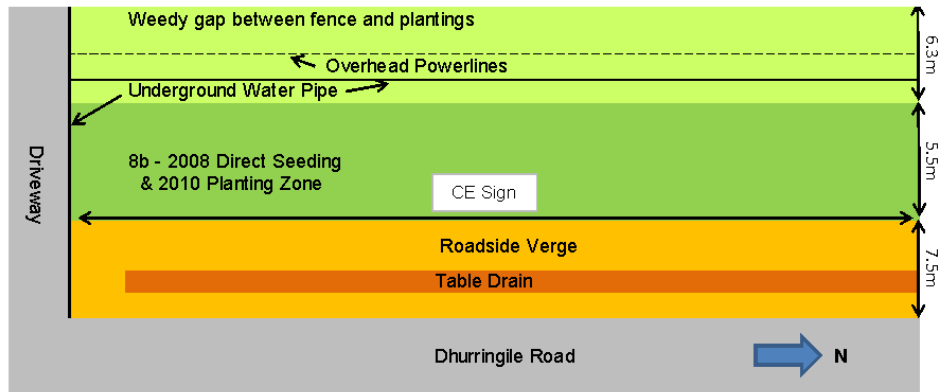 Weedy gap between fence and plantings
6.3m
Overhead Powerlines
Underground Water Pipe
Driveway
8b - 2008 Direct Seeding
& 2010 Planting Zone
5.5m
CE Sign
Roadside Verge
7.5m
Table Drain
Dhurringile Road
N